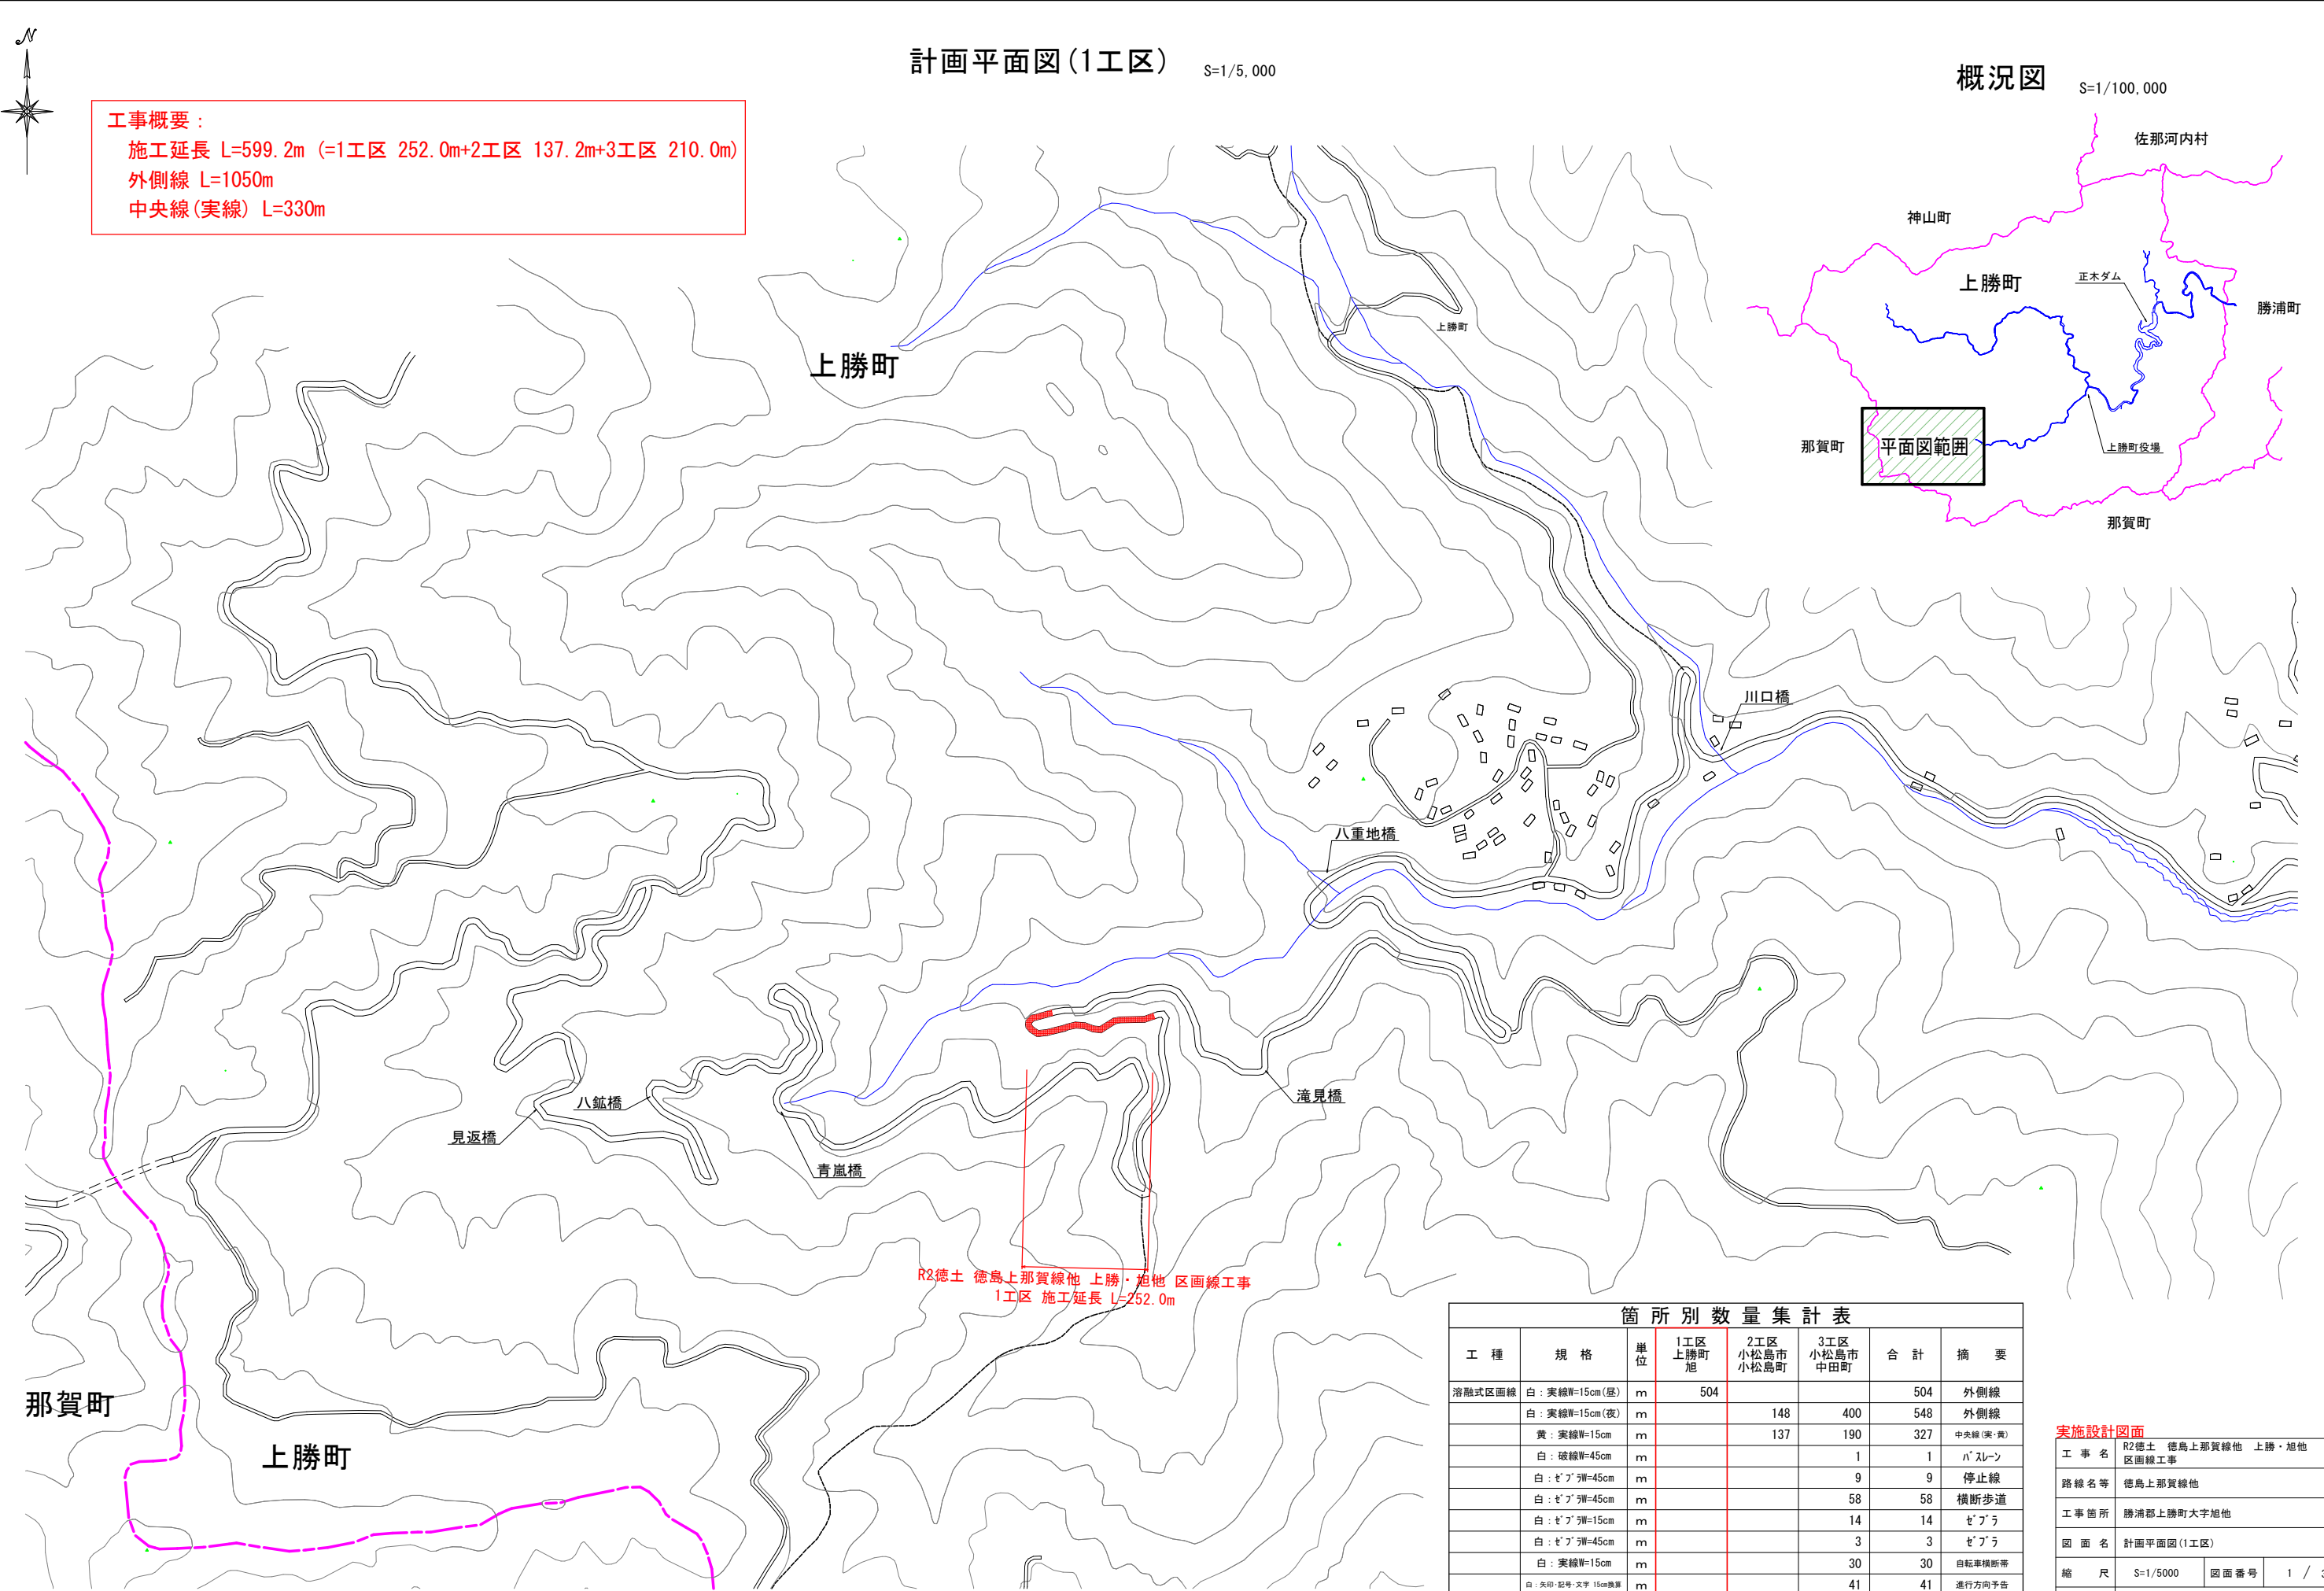 N
計画平面図(1工区) S=1/5,000
概況図 S=1/100,000
工事概要：
施工延長 L=599.2m (=1工区 252.0m+2工区 137.2m+3工区 210.0m)
外側線 L=1050m
中央線(実線) L=330m
佐那河内村
神山町
上勝町
正木ダム
勝浦町
那賀町
平面図範囲
上勝町役場
那賀町
上勝町
上勝町
川口橋
八重地橋
滝見橋
八鉱橋
見返橋
青嵐橋
R2徳土 徳島上那賀線他 上勝・旭他 区画線工事
1工区 施工延長 L=252.0m
那賀町
上勝町
箇所別数量集計表
工種 規格 単位 1工区 上勝町 旭 2工区 小松島市 小松島町 3工区 小松島市 中田町 合計 摘要
溶融式区画線 白：実線W=15cm(昼) m 504 504 外側線
白：実線W=15cm(夜) m 148 400 548 外側線
黄：実線W=15cm m 137 190 327 中央線(実・黄)
白：破線W=45cm m 1 1 バスレーン
白：ゼブラW=45cm m 9 9 停止線
白：ゼブラW=45cm m 58 58 横断歩道
白：ゼブラW=15cm m 14 14 ゼブラ
白：ゼブラW=45cm m 3 3 ゼブラ
白：実線W=15cm m 30 30 自転車横断帯
白：矢印・記号・文字 15cm換算 m 41 41 進行方向予告
実施設計図面
工事名 R2徳土 徳島上那賀線他 上勝・旭他 区画線工事
路線名等 徳島上那賀線他
工事箇所 勝浦郡上勝町大字旭他
図面名 計画平面図(1工区)
縮尺 S=1/5000 図面番号 1 /